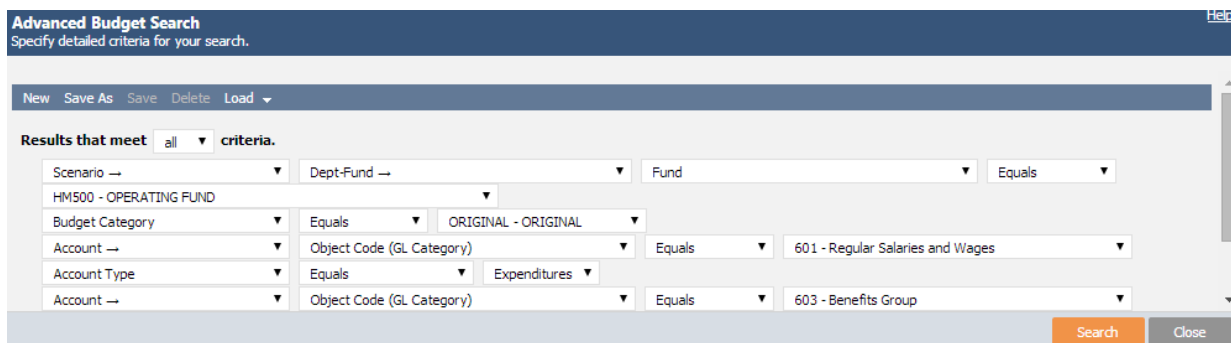 Advanced Budget Search
Help
Specify detailed criteria for your search.
New Save As Save Delete Load
Results that meet all criteria.
Scenario → Dept-Fund → Fund Equals
HM500 - OPERATING FUND
Budget Category Equals ORIGINAL - ORIGINAL
Account → Object Code (GL Category) Equals 601 - Regular Salaries and Wages
Account Type Equals Expenditures
Account → Object Code (GL Category) Equals 603 - Benefits Group
Search Close